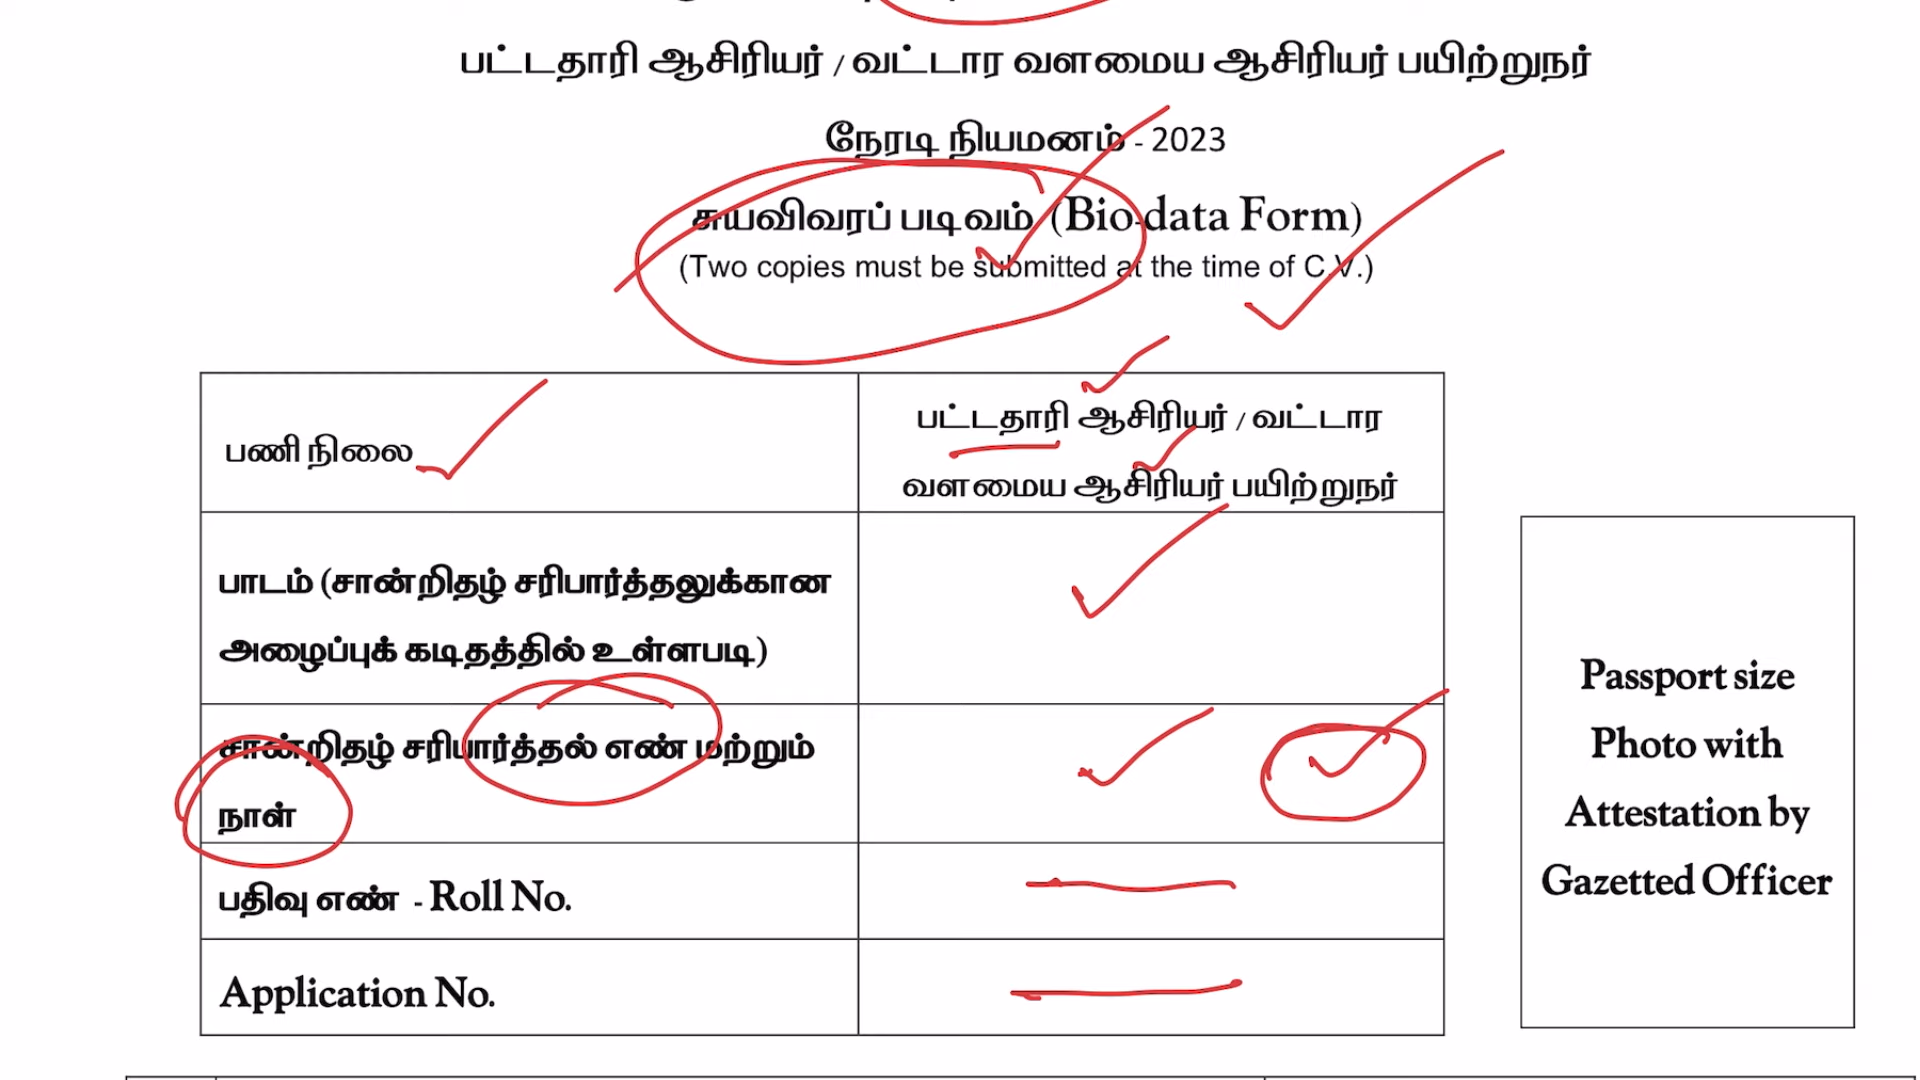 பட்டதாரி ஆசிரியர் / வட்டார வளமைய ஆசிரியர் பயிற்றுநர்
நேரடி நியமனம் - 2023
சுயவிவரப் படிவம் (Bio-data Form)
(Two copies must be submitted at the time of C.V.)
பணி நிலை
பட்டதாரி ஆசிரியர் / வட்டார
வளமைய ஆசிரியர் பயிற்றுநர்
பாடம் (சான்றிதழ் சரிபார்த்தலுக்கான
அழைப்புக் கடிதத்தில் உள்ளபடி)
சான்றிதழ் சரிபார்த்தல் எண் மற்றும்
நாள்
பதிவு எண் - Roll No.
Application No.
Passport size
Photo with
Attestation by
Gazetted Officer